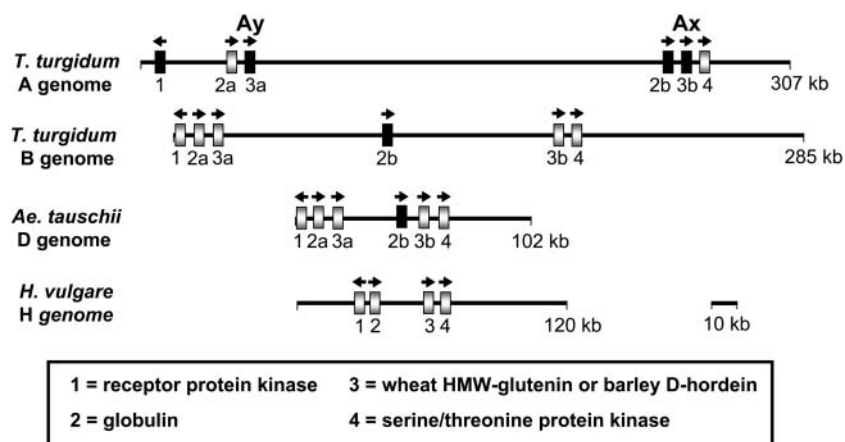 Ay Ax
T. turgidum
A genome
1 2a 3a 2b 3b 4 307 kb
T. turgidum
B genome
1 2a 3a 2b 3b 4 285 kb
Ae. tauschii
D genome
1 2a 3a 2b 3b 4 102 kb
H. vulgare
H genome
1 2 3 4 120 kb 10 kb
1 = receptor protein kinase 3 = wheat HMW-glutenin or barley D-hordein
2 = globulin 4 = serine/threonine protein kinase